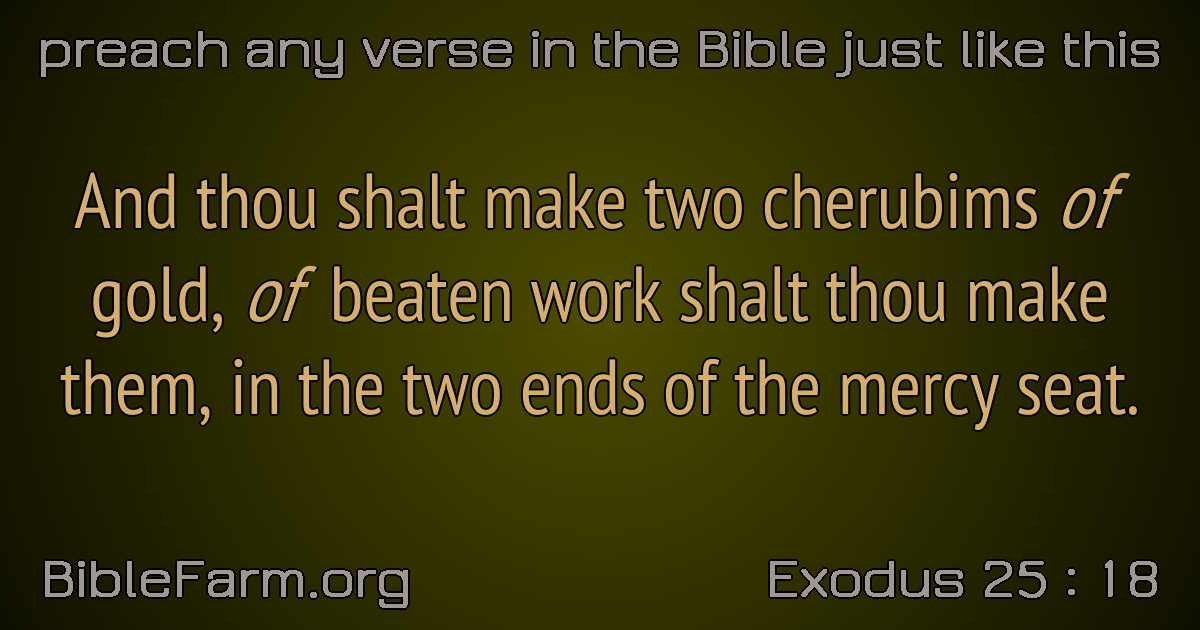 preach any verse in the Bible just like this
And thou shalt make two cherubims of
gold, of beaten work shalt thou make
them, in the two ends of the mercy seat.
BibleFarm.org
Exodus 25 : 18